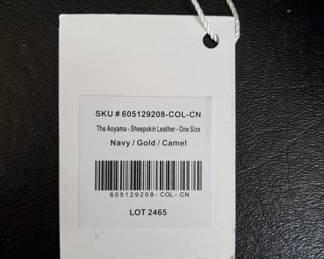 SKU # 605129208-COL-CN
The Aoyama - Sheepskin Leather - One Size
Navy / Gold / Camel
605129208- COL- CN
LOT 2465